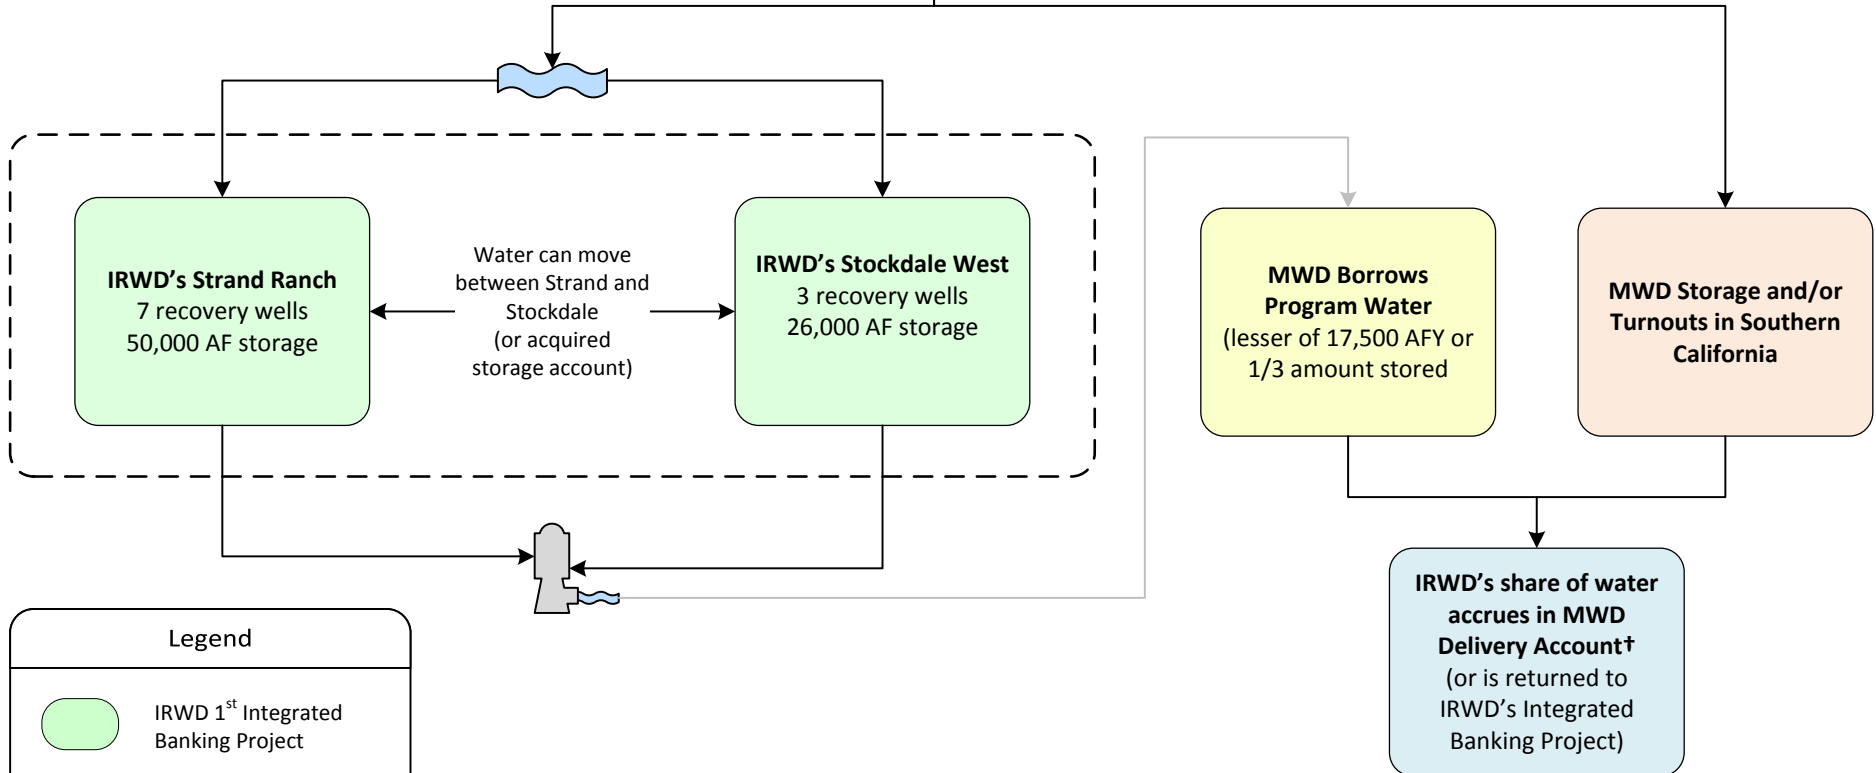 IRWD's Strand Ranch
7 recovery wells
50,000 AF storage
Water can move
between Strand and
Stockdale
(or acquired
storage account)
IRWD's Stockdale West
3 recovery wells
26,000 AF storage
MWD Borrows
Program Water
(lesser of 17,500 AFY or
1/3 amount stored
MWD Storage and/or
Turnouts in Southern
California
IRWD's share of water
accrues in MWD
Delivery Account†
(or is returned to
IRWD's Integrated
Banking Project)
Legend
IRWD 1st Integrated
Banking Project